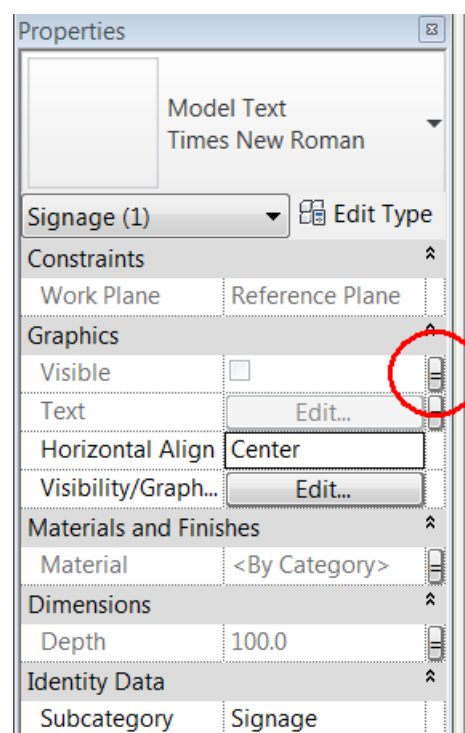 Properties
Model Text
Times New Roman
Signage (1) Edit Type
Constraints
Work Plane Reference Plane
Graphics
Visible =
Text Edit... =
Horizontal Align Center
Visibility/Graph... Edit...
Materials and Finishes
Material <By Category> =
Dimensions
Depth 100.0 =
Identity Data
Subcategory Signage